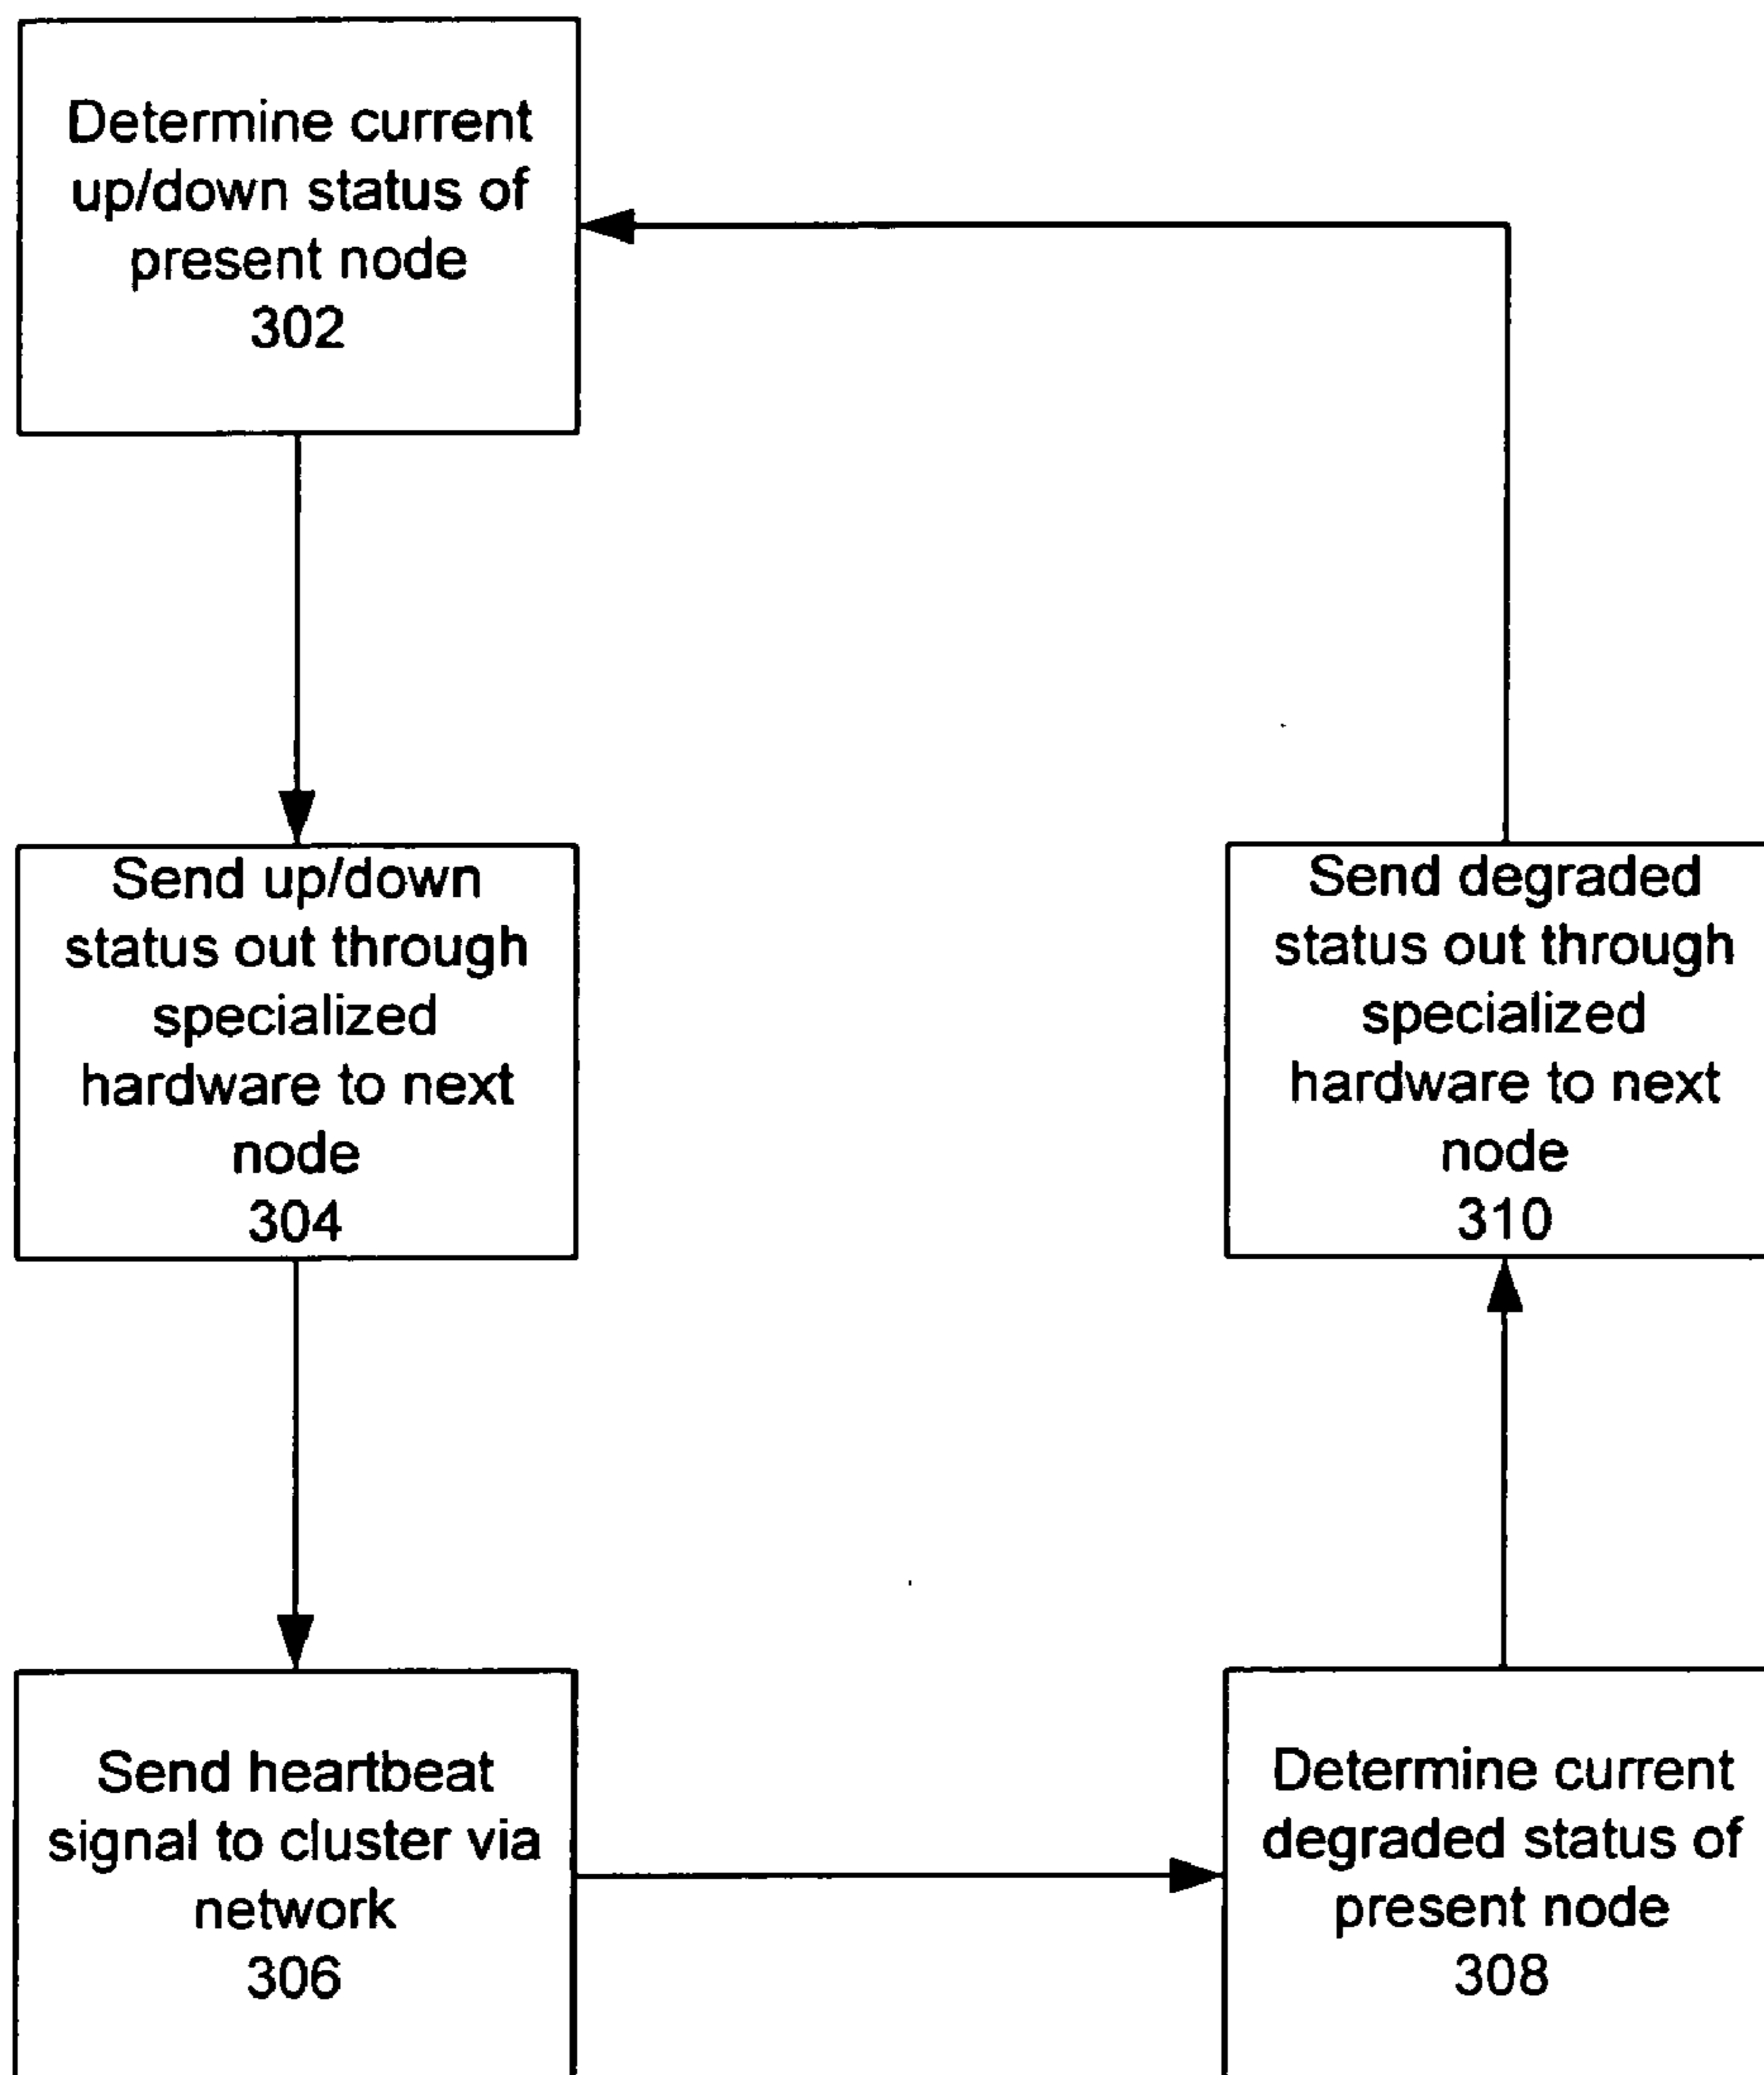 Determine current
up/down status of
present node
302
Send up/down
status out through
specialized
hardware to next
node
304
Send heartbeat
signal to cluster via
network
306
Determine current
degraded status of
present node
308
Send degraded
status out through
specialized
hardware to next
node
310